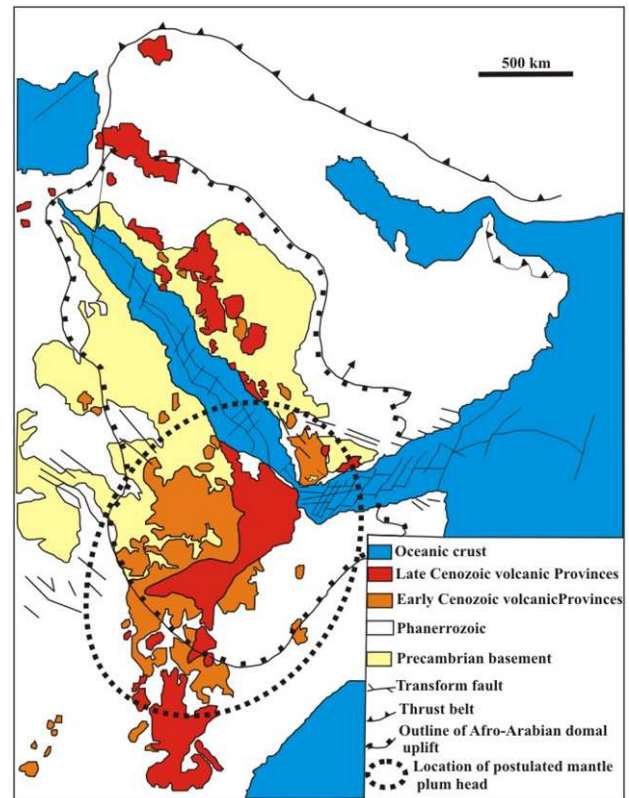 500 km
Oceanic crust
Late Cenozoic volcanic Provinces
Early Cenozoic volcanicProvinces
Phanerrozoic
Precambrian basement
Transform fault
Thrust belt
Outline of Afro-Arabian domal
uplift
Location of postulated mantle
plum head